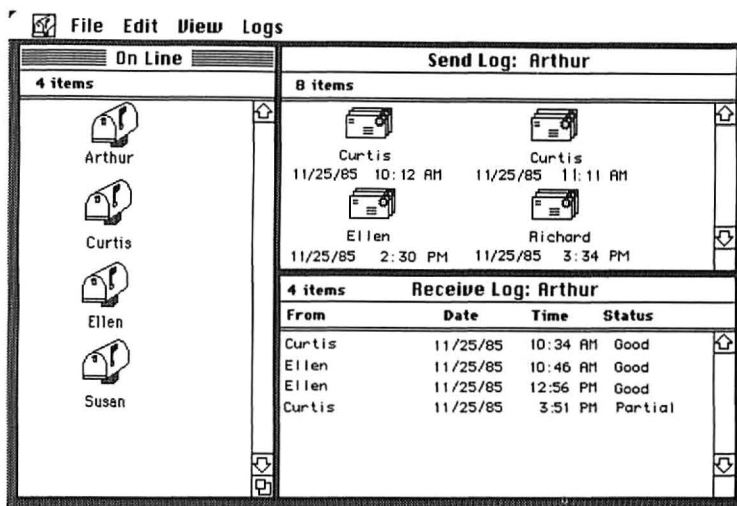 File Edit View Logs
On Line
4 items
Arthur
Curtis
Ellen
Susan
Send Log: Arthur
8 items
Curtis Curtis
11/25/85 10:12 AM 11/25/85 11:11 AM
Ellen Richard
11/25/85 2:30 PM 11/25/85 3:34 PM
4 items Receive Log: Arthur
From Date Time Status
Curtis 11/25/85 10:34 AM Good
Ellen 11/25/85 10:46 AM Good
Ellen 11/25/85 12:56 PM Good
Curtis 11/25/85 3:51 PM Partial